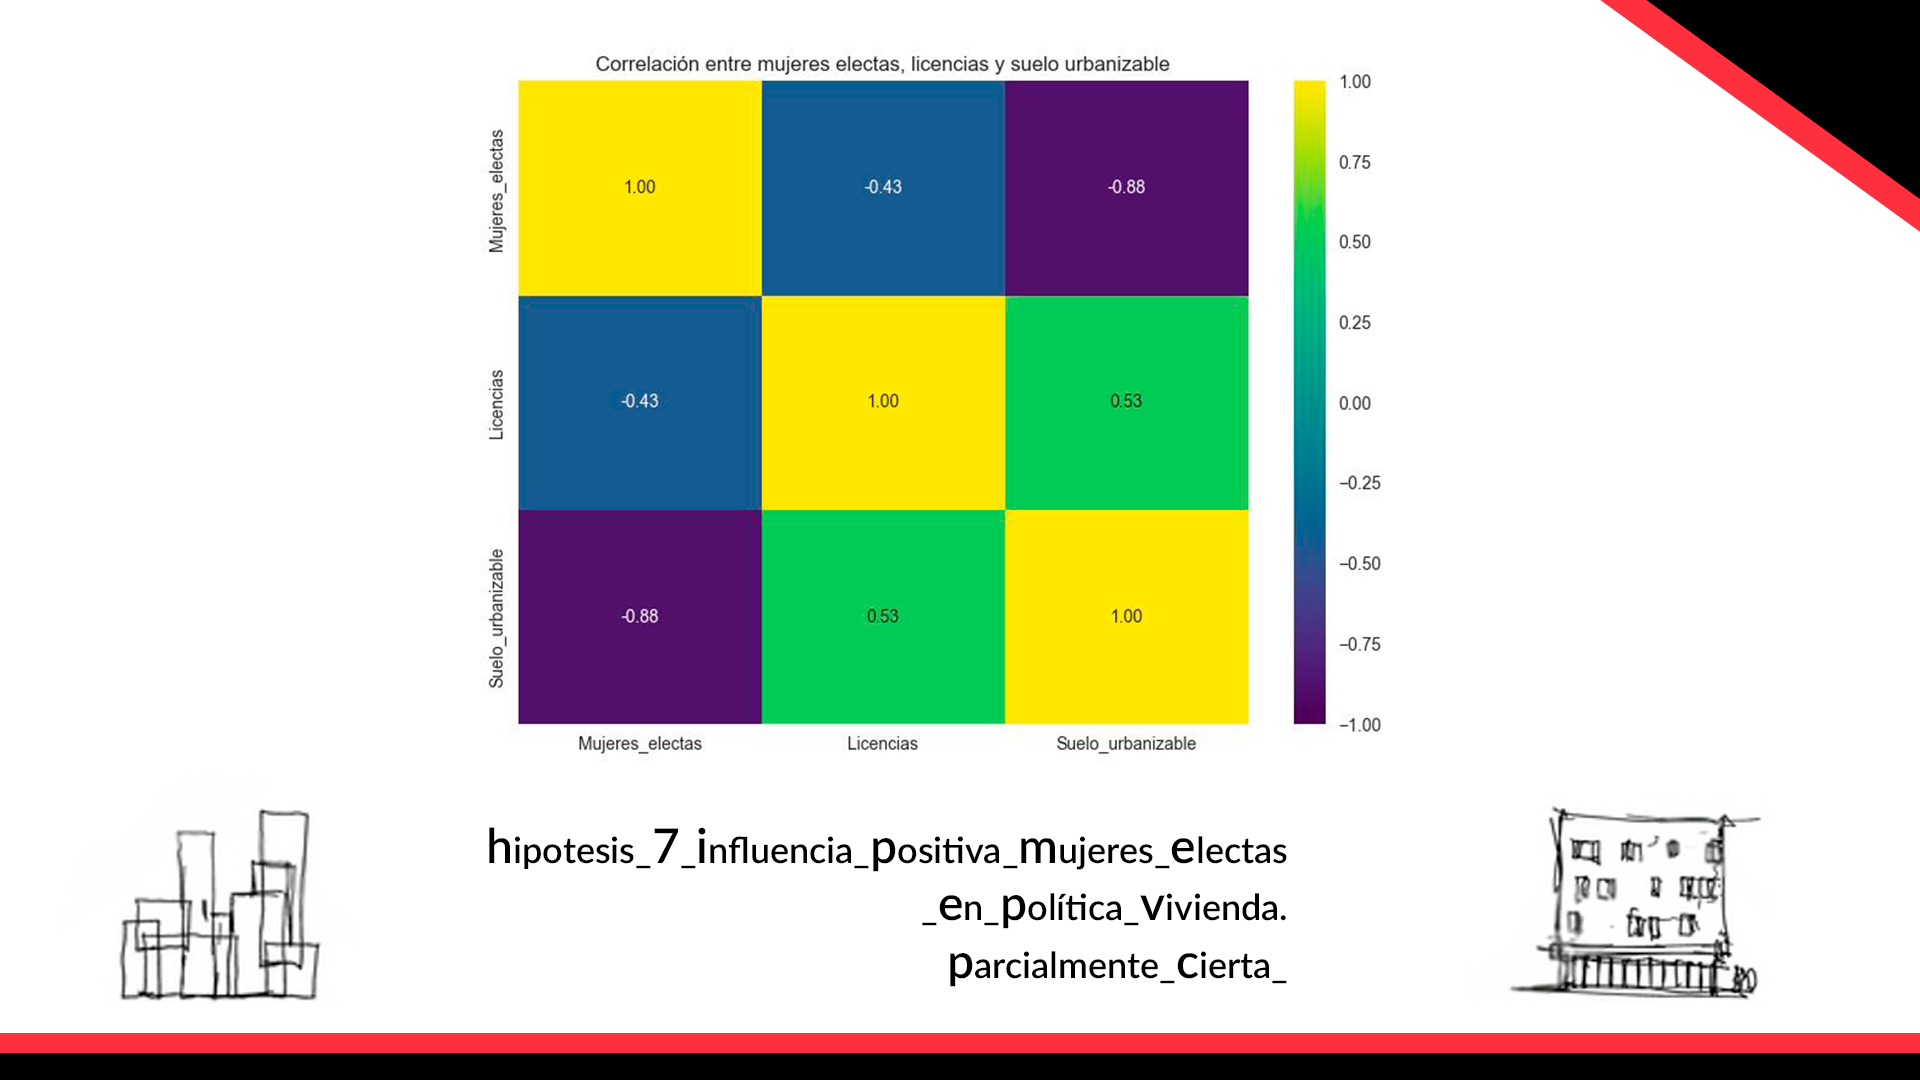 Correlación entre mujeres electas, licencias y suelo urbanizable
Mujeres_electas
1.00
-0.43
-0.88
Licencias
-0.43
1.00
0.53
Suelo_urbanizable
-0.88
0.53
1.00
Mujeres_electas
Licencias
Suelo_urbanizable
1.00
0.75
0.50
0.25
0.00
−0.25
−0.50
−0.75
−1.00
hipotesis_7_influencia_positiva_mujeres_electas
_en_política_vivienda.
parcialmente_cierta_